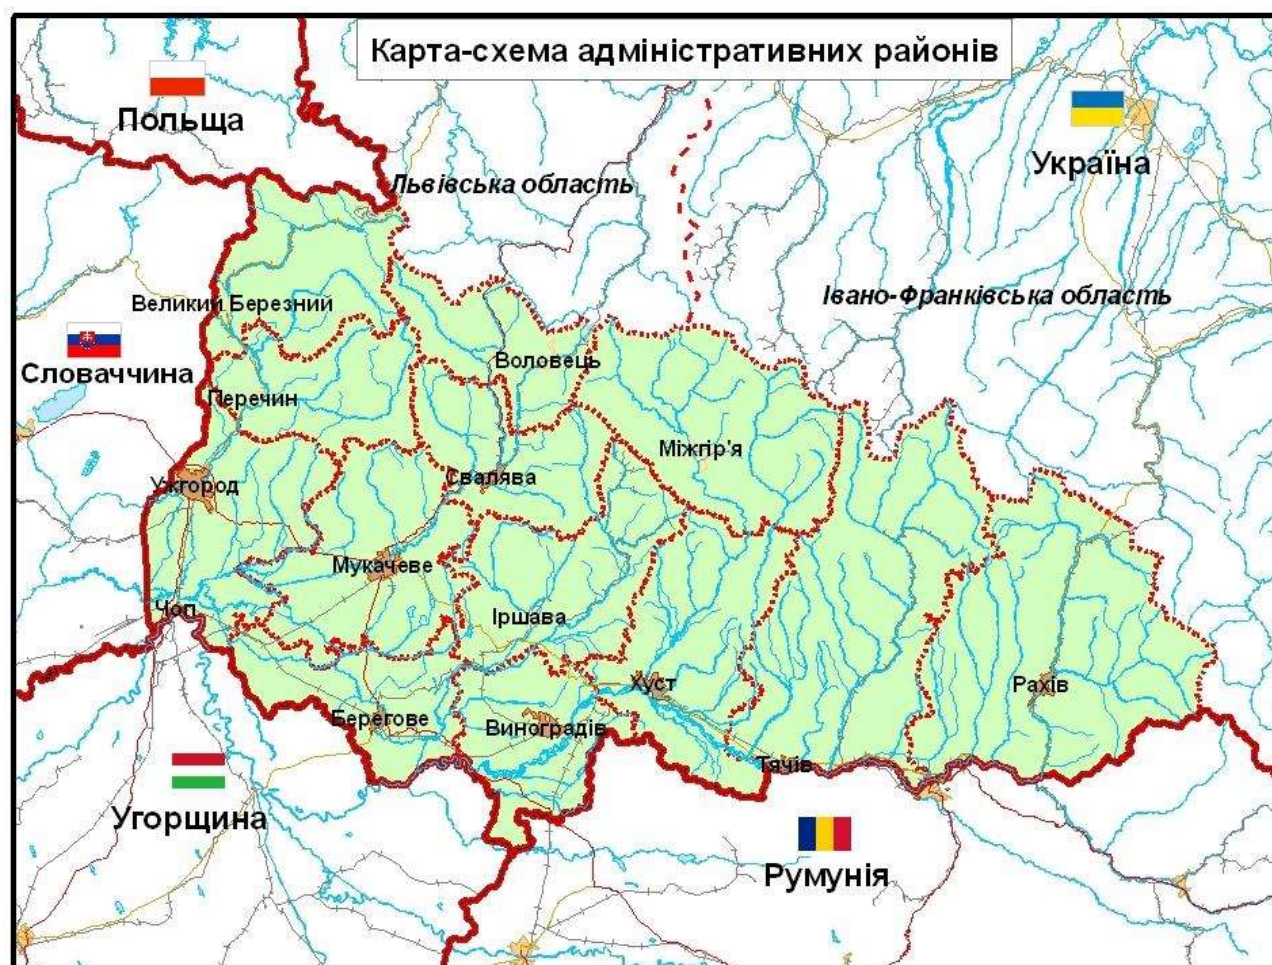 Карта-схема адміністративних районів
Польща
Україна
Львівська область
Івано-Франківська область
Великий Березний
Словаччина
Воловець
Перечин
Міжгір'я
Свалява
Ужгород
Мукачеве
Чоп
Іршава
Рахів
Хуст
Берегове
Виноградів
Тячів
Угорщина
Румунія